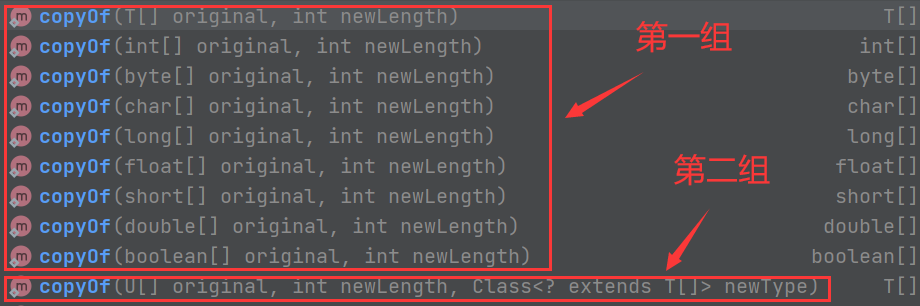 m copyOf(T[] original, int newLength) T[]
m copyOf(int[] original, int newLength) int[]
m copyOf(byte[] original, int newLength) byte[]
m copyOf(char[] original, int newLength) char[]
m copyOf(long[] original, int newLength) long[]
m copyOf(float[] original, int newLength) float[]
m copyOf(short[] original, int newLength) short[]
m copyOf(double[] original, int newLength) double[]
m copyOf(boolean[] original, int newLength) boolean[]
m copyOf(U[] original, int newLength, Class<? extends T[]> newType) T[]
第一组
第二组